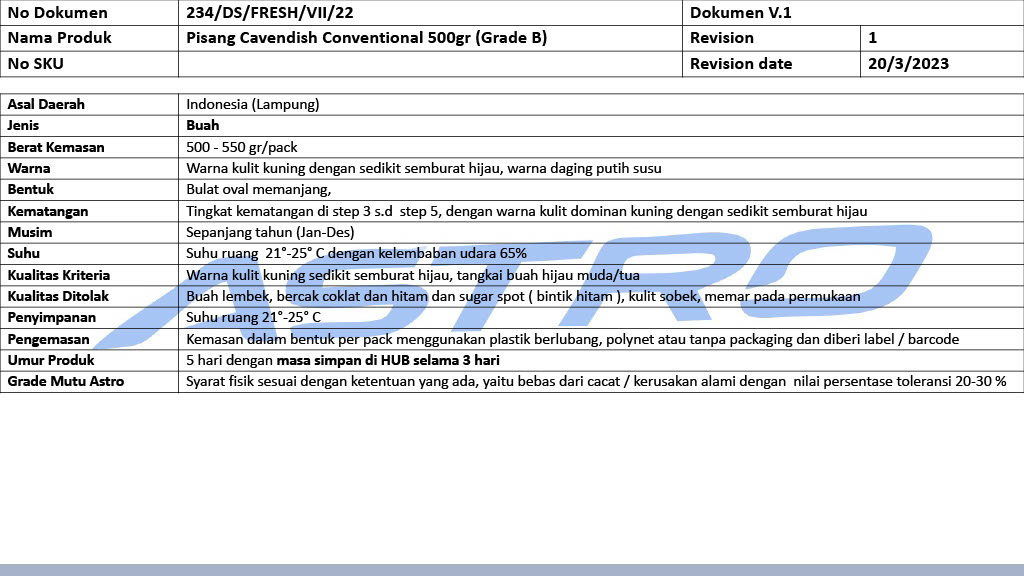 No Dokumen 234/DS/FRESH/VII/22 Dokumen V.1
Nama Produk Pisang Cavendish Conventional 500gr (Grade B) Revision 1
No SKU Revision date 20/3/2023
Asal Daerah Indonesia (Lampung)
Jenis Buah
Berat Kemasan 500 - 550 gr/pack
Warna Warna kulit kuning dengan sedikit semburat hijau, warna daging putih susu
Bentuk Bulat oval memanjang,
Kematangan Tingkat kematangan di step 3 s.d step 5, dengan warna kulit dominan kuning dengan sedikit semburat hijau
Musim Sepanjang tahun (Jan-Des)
Suhu Suhu ruang 21°-25° C dengan kelembaban udara 65%
Kualitas Kriteria Warna kulit kuning sedikit semburat hijau, tangkai buah hijau muda/tua
Kualitas Ditolak Buah lembek, bercak coklat dan hitam dan sugar spot ( bintik hitam ), kulit sobek, memar pada permukaan
Penyimpanan Suhu ruang 21°-25° C
Pengemasan Kemasan dalam bentuk per pack menggunakan plastik berlubang, polynet atau tanpa packaging dan diberi label / barcode
Umur Produk 5 hari dengan masa simpan di HUB selama 3 hari
Grade Mutu Astro Syarat fisik sesuai dengan ketentuan yang ada, yaitu bebas dari cacat / kerusakan alami dengan nilai persentase toleransi 20-30 %
ASTRO